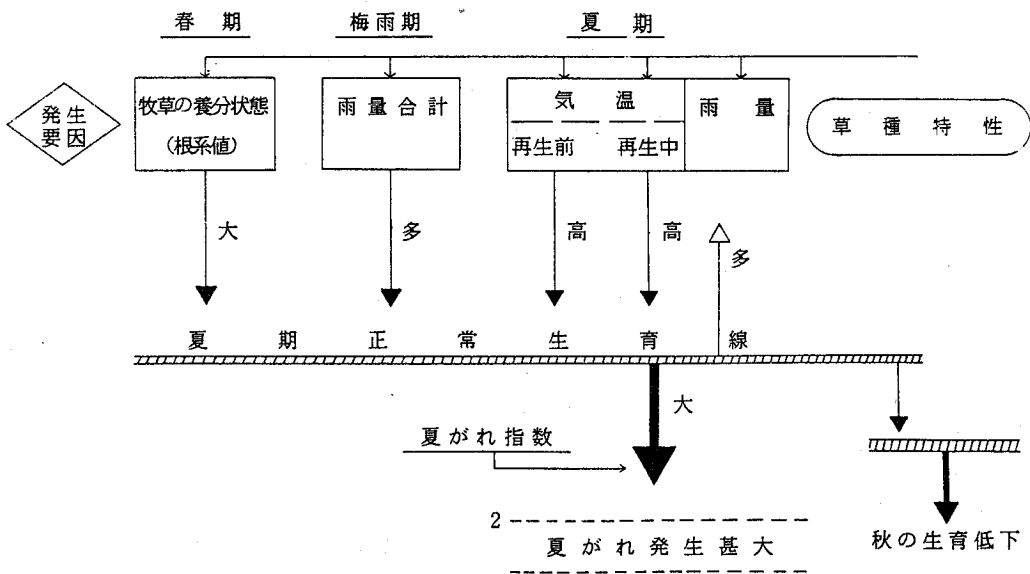 春期
梅雨期
夏期
発生
要因
牧草の養分状態
(根系値)
雨量合計
気温
再生前
再生中
雨量
草種特性
大
多
高
高
多
夏期正常生育線
大
夏がれ指数
2
夏がれ発生甚大
秋の生育低下